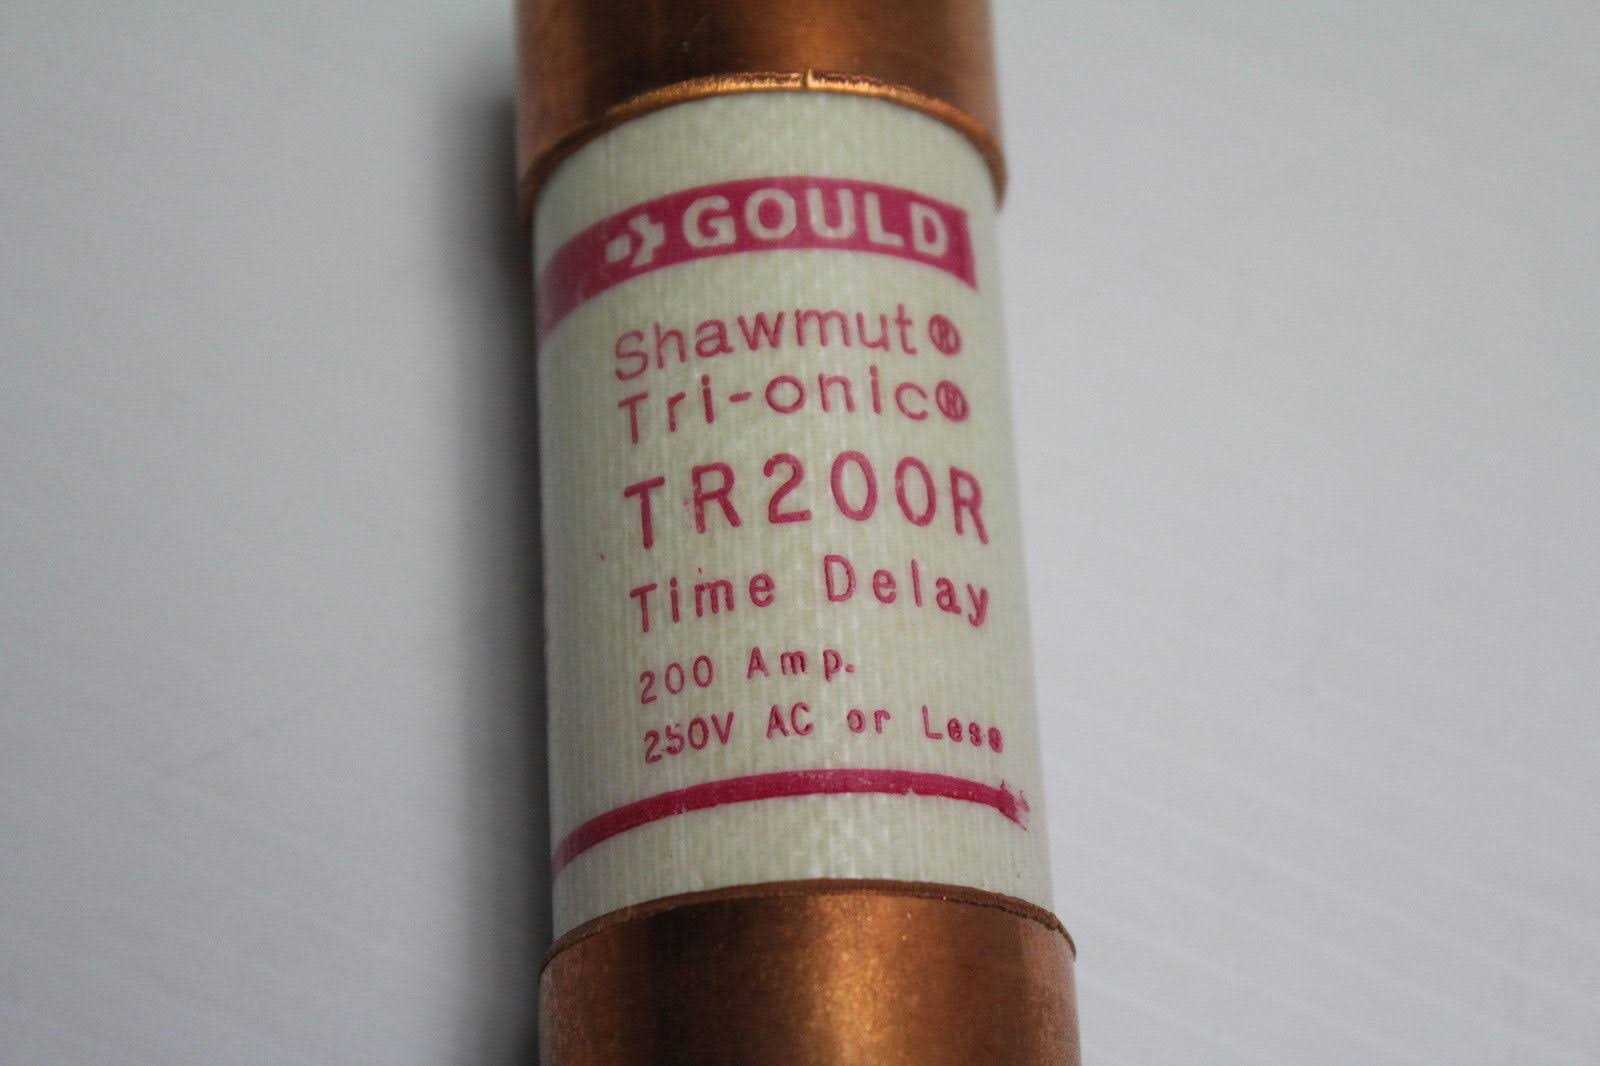 GOULD
Shawmut®
Tri-onic®
TR200R
Time Delay
200 Amp.
250V AC or Less